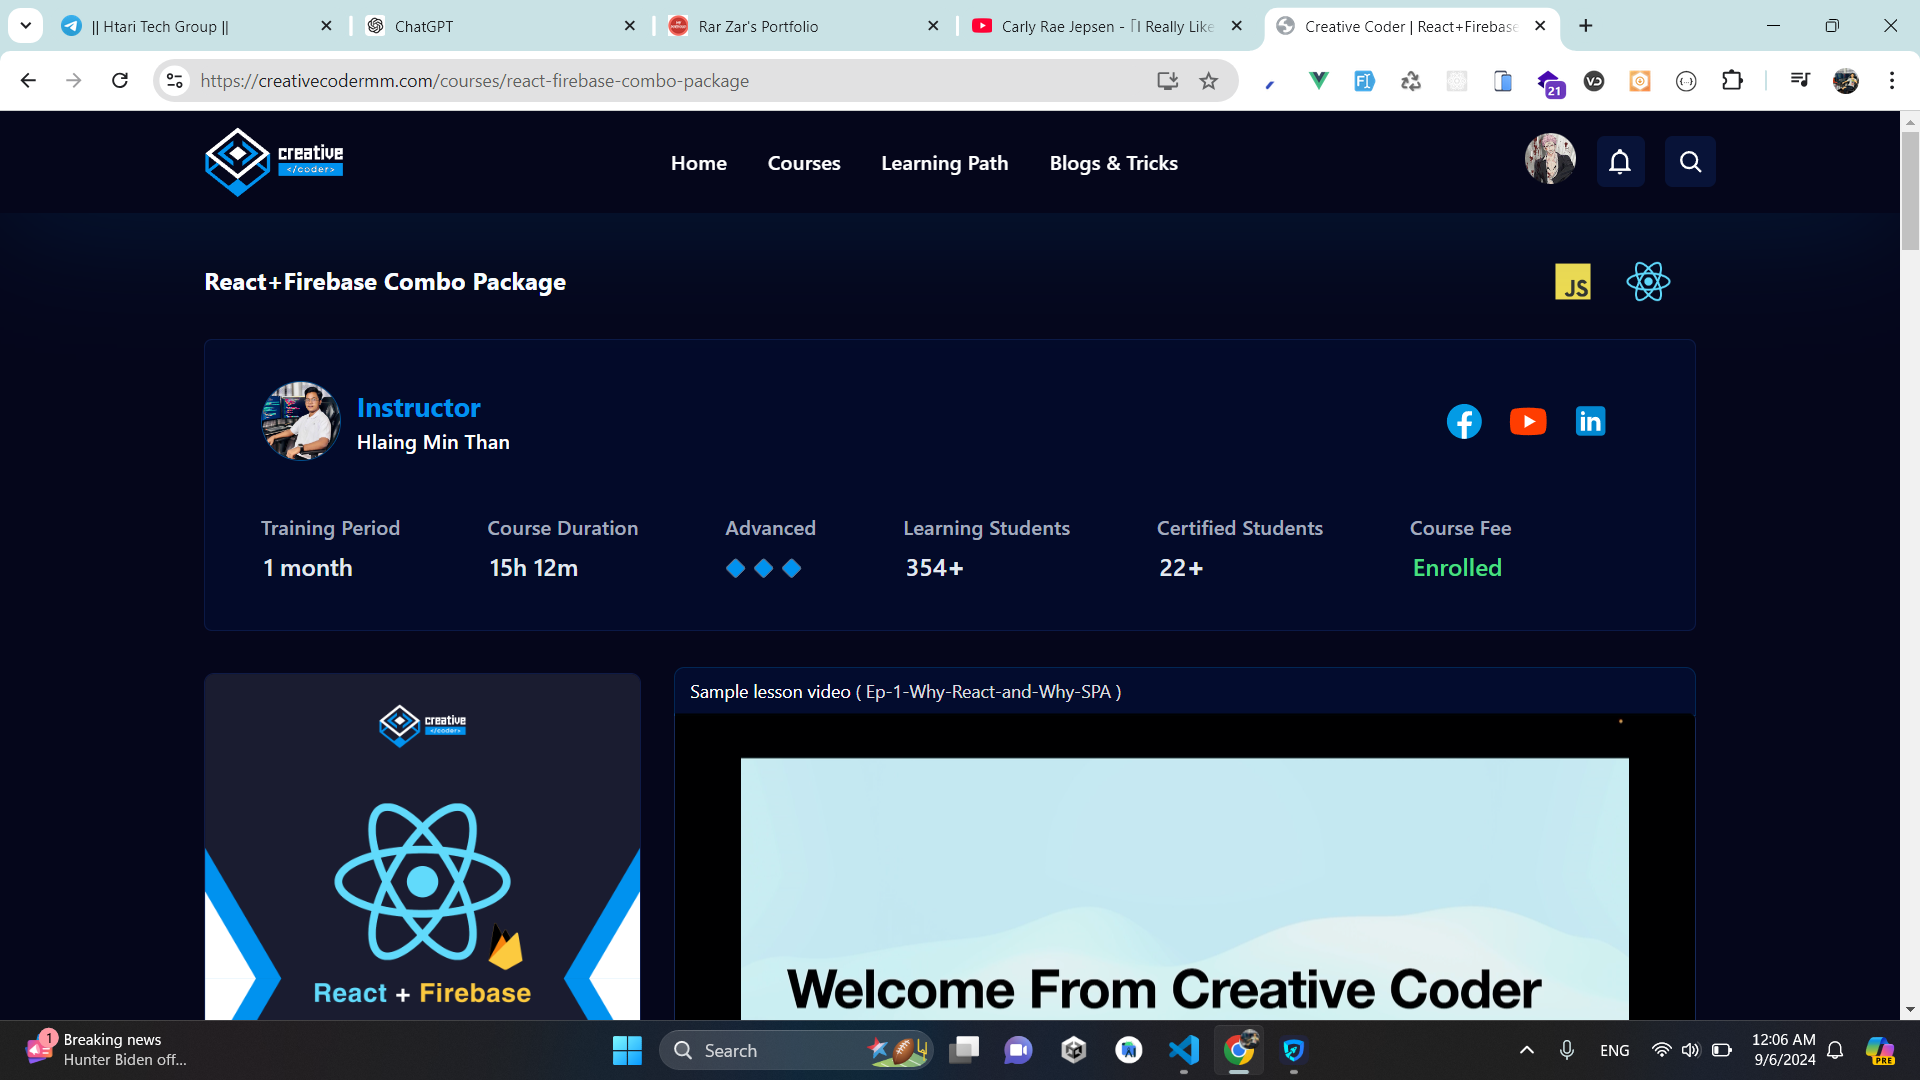 || Htari Tech Group ||
ChatGPT
Rar Zar's Portfolio
Carly Rae Jepsen -「I Really Like
Creative Coder | React+Firebase
https://creativecodermm.com/courses/react-firebase-combo-package
21
creative
</coder>
Home
Courses
Learning Path
Blogs & Tricks
React+Firebase Combo Package
JS
Instructor
Hlaing Min Than
Training Period
Course Duration
Advanced
Learning Students
Certified Students
Course Fee
1 month
15h 12m
354+
22+
Enrolled
Sample lesson video ( Ep-1-Why-React-and-Why-SPA )
creative
</coder>
React + Firebase
Welcome From Creative Coder
1
Breaking news
Hunter Biden off...
Search
ENG
12:06 AM
9/6/2024
PRE